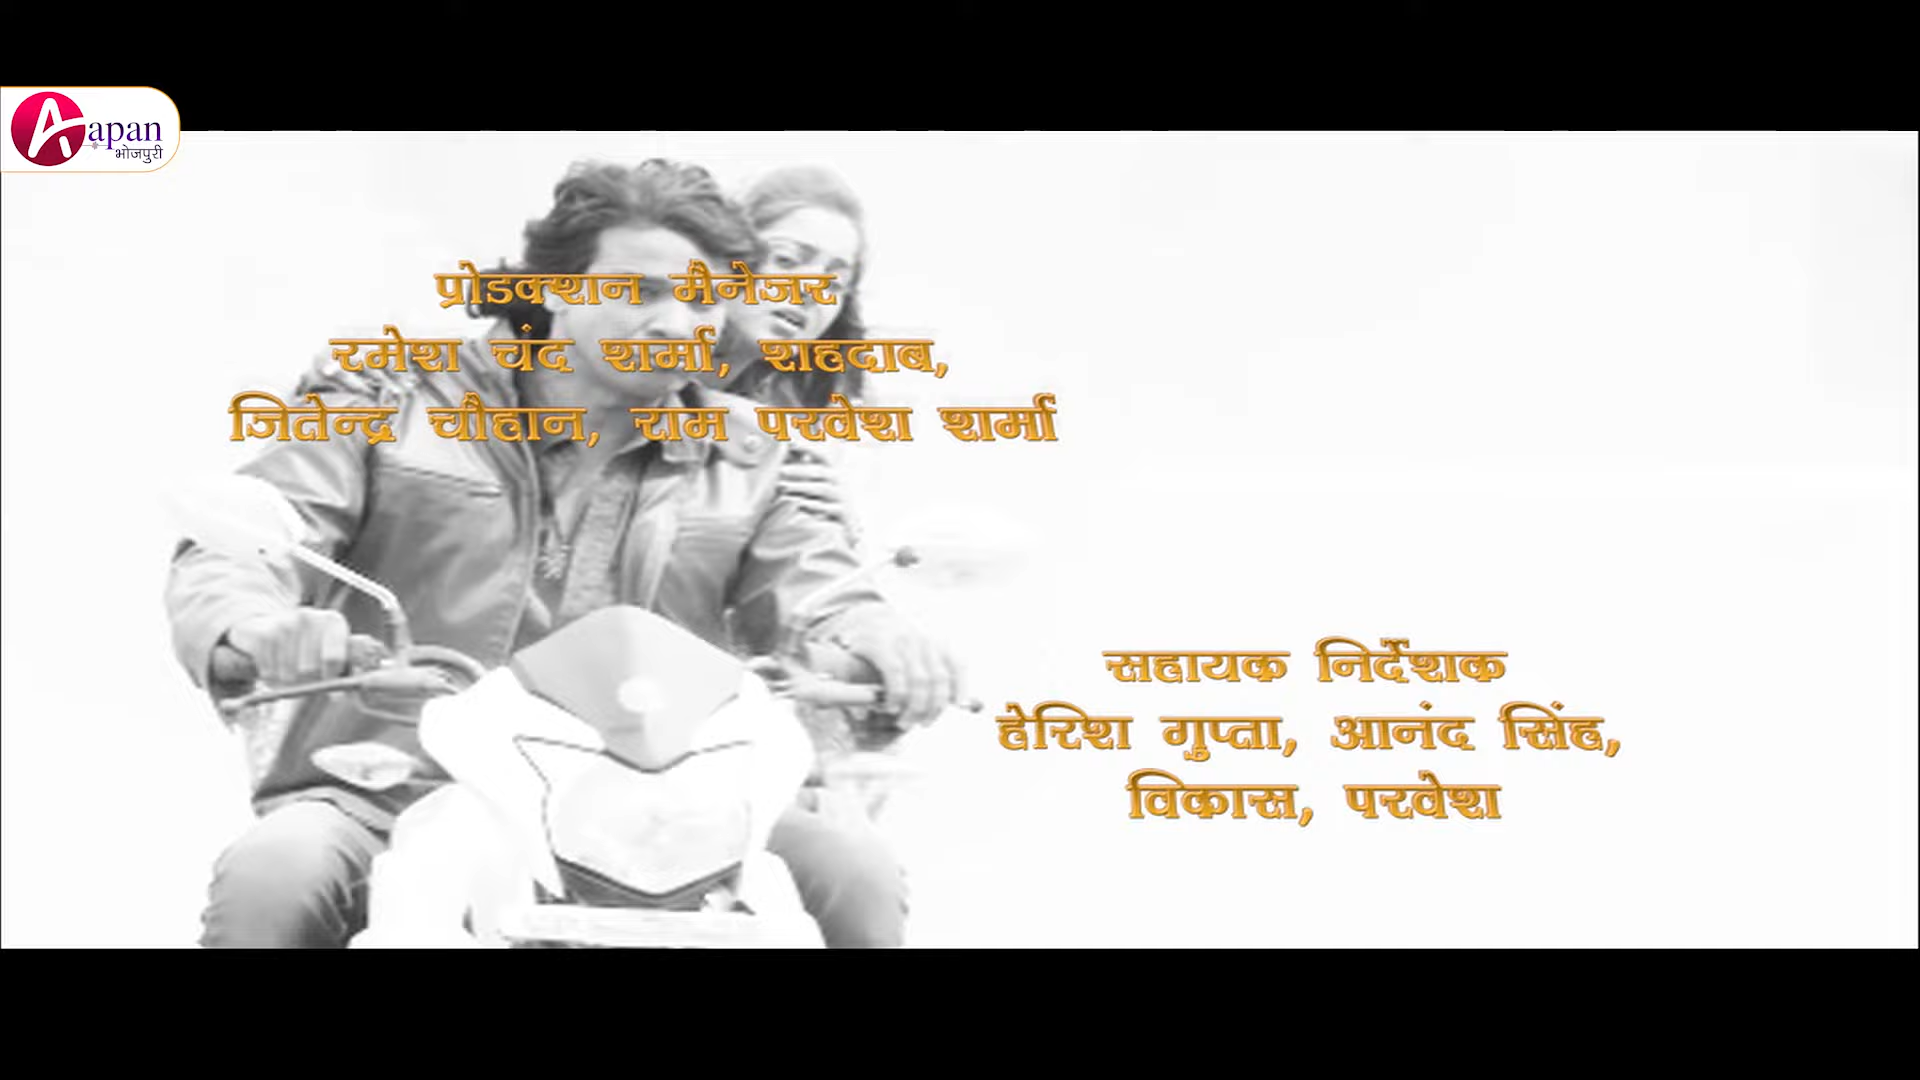 Aapan
भोजपुरी
प्रोडक्शन मैनेजर
रमेश चंद शर्मा, शहदाब,
जितेन्द्र चौहान, राम परवेश शर्मा
सहायक निर्देशक
हेरिश गुप्ता, आनंद सिंह,
विकास, परवेश